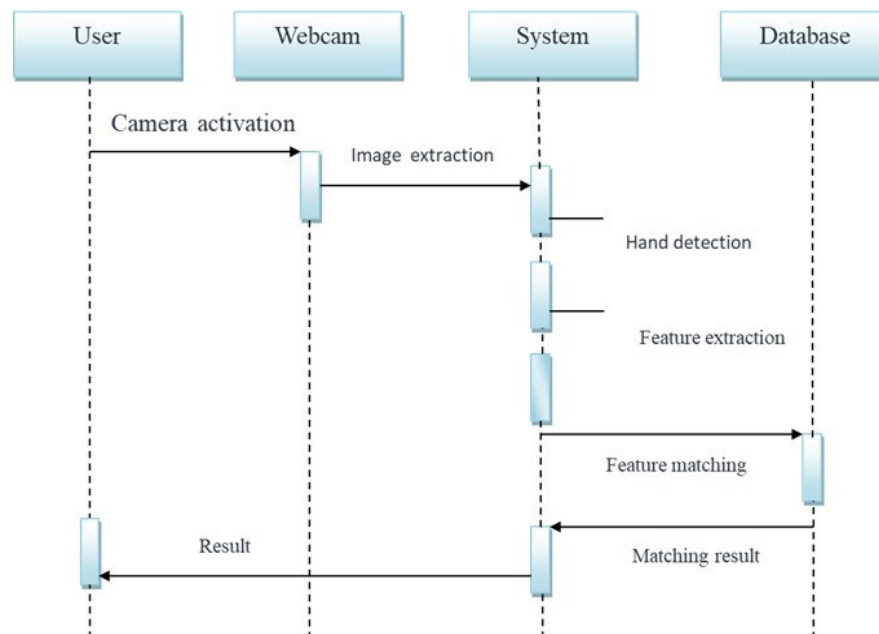 User
Webcam
System
Database
Camera activation
Image extraction
Hand detection
Feature extraction
Feature matching
Matching result
Result